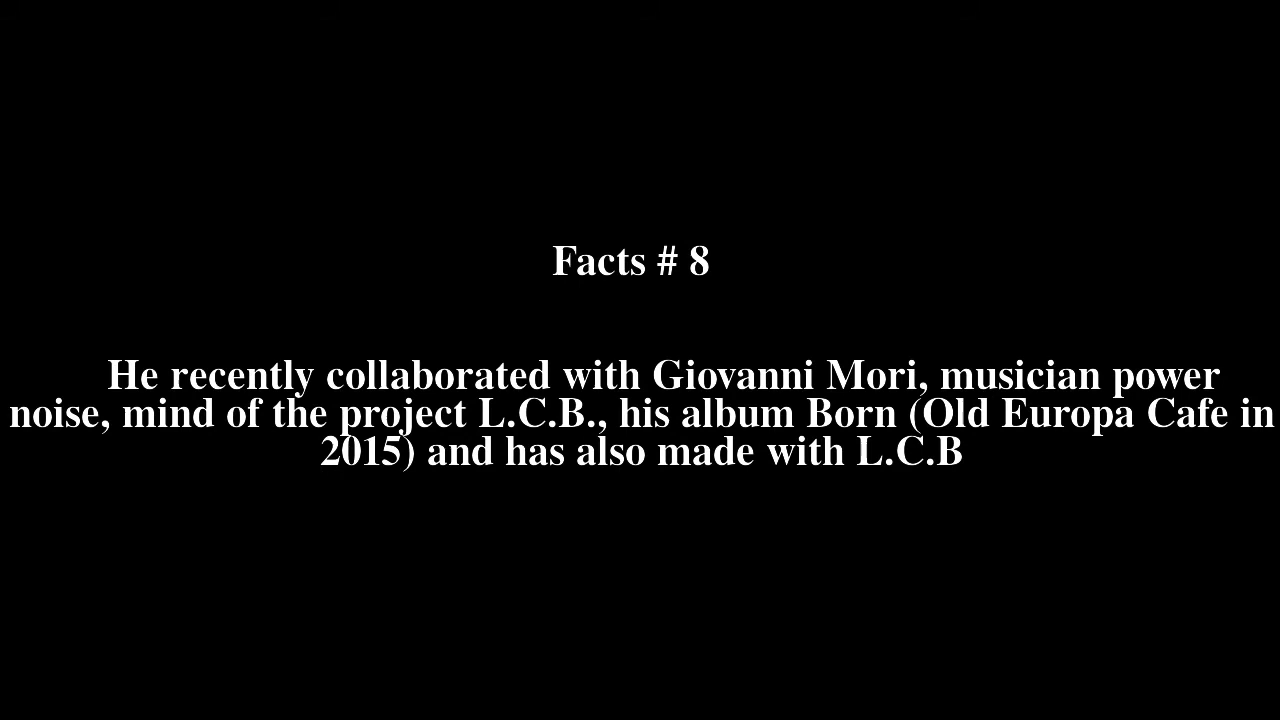 Facts # 8
He recently collaborated with Giovanni Mori, musician power
noise, mind of the project L.C.B., his album Born (Old Europa Cafe in
2015) and has also made with L.C.B